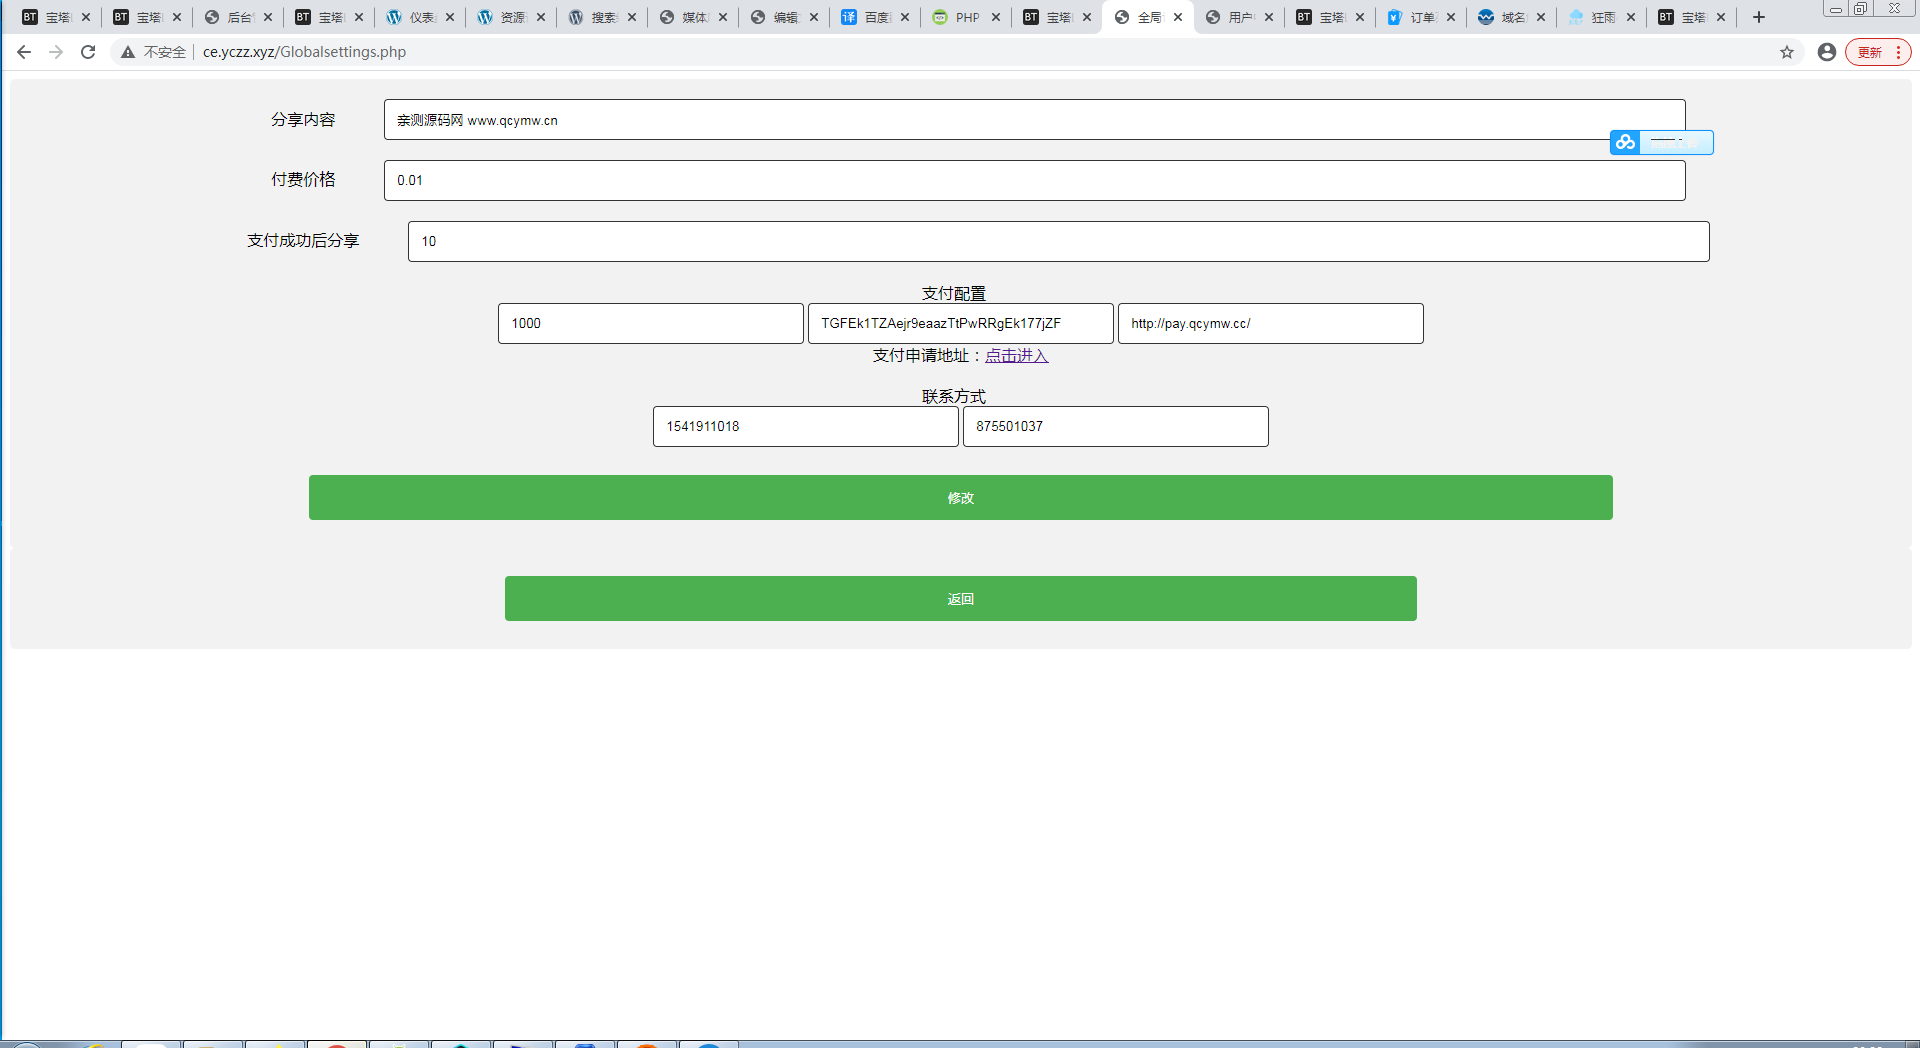 BT 宝塔 BT 宝塔 后台 BT 宝塔 仪表 资源 搜索 媒体 编辑 译 百度 PHP BT 宝塔 全局 用户 BT 宝塔 订单 域名 狂雨 BT 宝塔
不安全 ce.yczz.xyz/Globalsettings.php 更新
分享内容 亲测源码网 www.qcymw.cn
付费价格 0.01
支付成功后分享 10
支付配置
1000 TGFEk1TZAejr9eaazTtPwRRgEk177jZF http://pay.qcymw.cc/
支付申请地址：点击进入
联系方式
1541911018 875501037
修改
返回